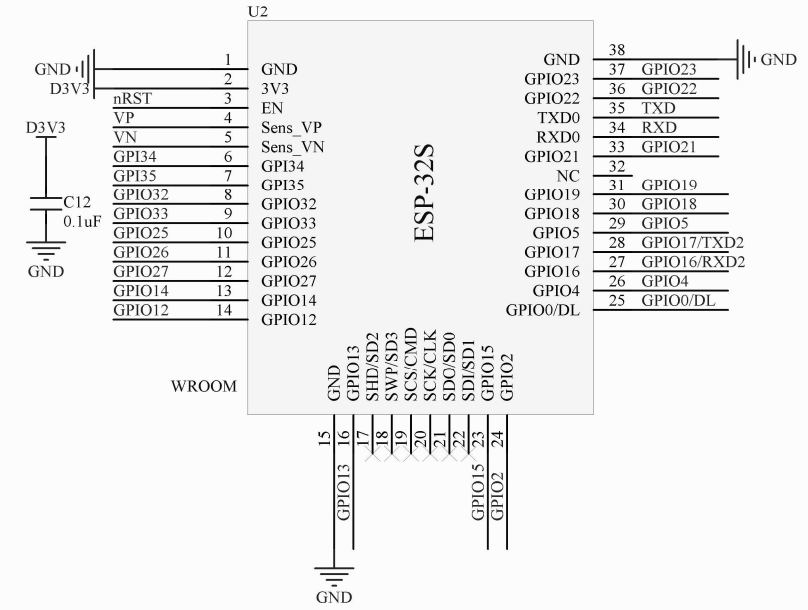 U2
GND 1 GND
D3V3 2 3V3
nRST 3 EN
VP 4 Sens_VP
VN 5 Sens_VN
GPI34 6 GPI34
GPI35 7 GPI35
GPIO32 8 GPIO32
GPIO33 9 GPIO33
GPIO25 10 GPIO25
GPIO26 11 GPIO26
GPIO27 12 GPIO27
GPIO14 13 GPIO14
GPIO12 14 GPIO12
D3V3
C12
0.1uF
GND
ESP-32S
GND 38 GND
GPIO23 37 GPIO23
GPIO22 36 GPIO22
TXD0 35 TXD
RXD0 34 RXD
GPIO21 33 GPIO21
NC 32
GPIO19 31 GPIO19
GPIO18 30 GPIO18
GPIO5 29 GPIO5
GPIO17 28 GPIO17/TXD2
GPIO16 27 GPIO16/RXD2
GPIO4 26 GPIO4
GPIO0/DL 25 GPIO0/DL
WROOM
GND 15
GPIO13 16 GPIO13
SHD/SD2 17
SWP/SD3 18
SCS/CMD 19
SCK/CLK 20
SDO/SD0 21
SDI/SD1 22
GPIO15 23 GPIO15
GPIO2 24 GPIO2
GND